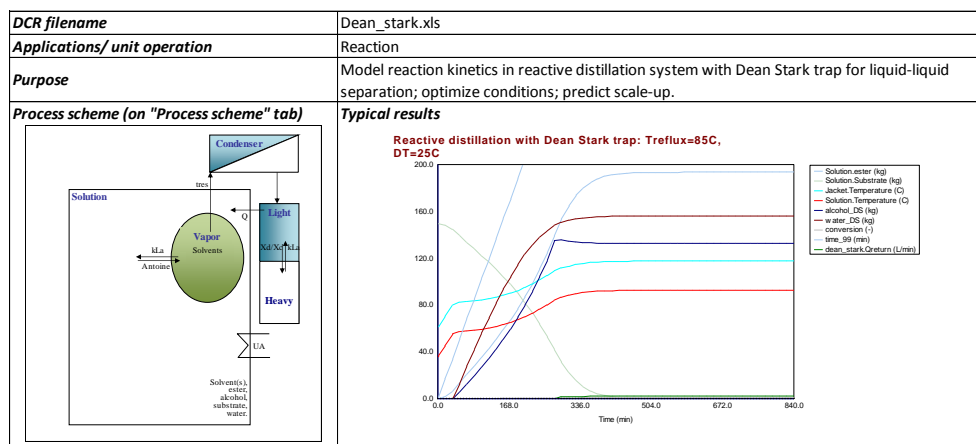 DCR filename
Dean_stark.xls
Applications/ unit operation
Reaction
Purpose
Model reaction kinetics in reactive distillation system with Dean Stark trap for liquid-liquid
separation; optimize conditions; predict scale-up.
Process scheme (on "Process scheme" tab)
Typical results
Condenser
tres
Solution
Q
Light
Vapor
Solvents
kLa
Antoine
Xd/Xd
kLa
Heavy
UA
Solvent(s),
ester,
alcohol,
substrate,
water.
Reactive distillation with Dean Stark trap: Treflux=85C,
DT=25C
200.0
160.0
120.0
80.0
40.0
0.0
0.0 168.0 336.0 504.0 672.0 840.0
Time (min)
Solution.ester (kg)
Solution.Substrate (kg)
Jacket.Temperature (C)
Solution.Temperature (C)
alcohol_DS (kg)
water_DS (kg)
conversion (-)
time_99 (min)
dean_stark.Qreturn (L/min)